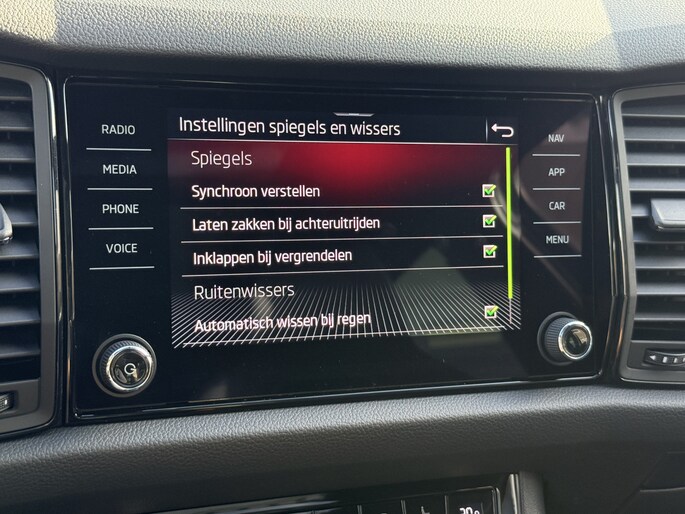 Instellingen spiegels en wissers
RADIO
MEDIA
PHONE
VOICE
Spiegels
Synchroon verstellen
Laten zakken bij achteruitrijden
Inklappen bij vergrendelen
Ruitenwissers
Automatisch wissen bij regen
NAV
APP
CAR
MENU